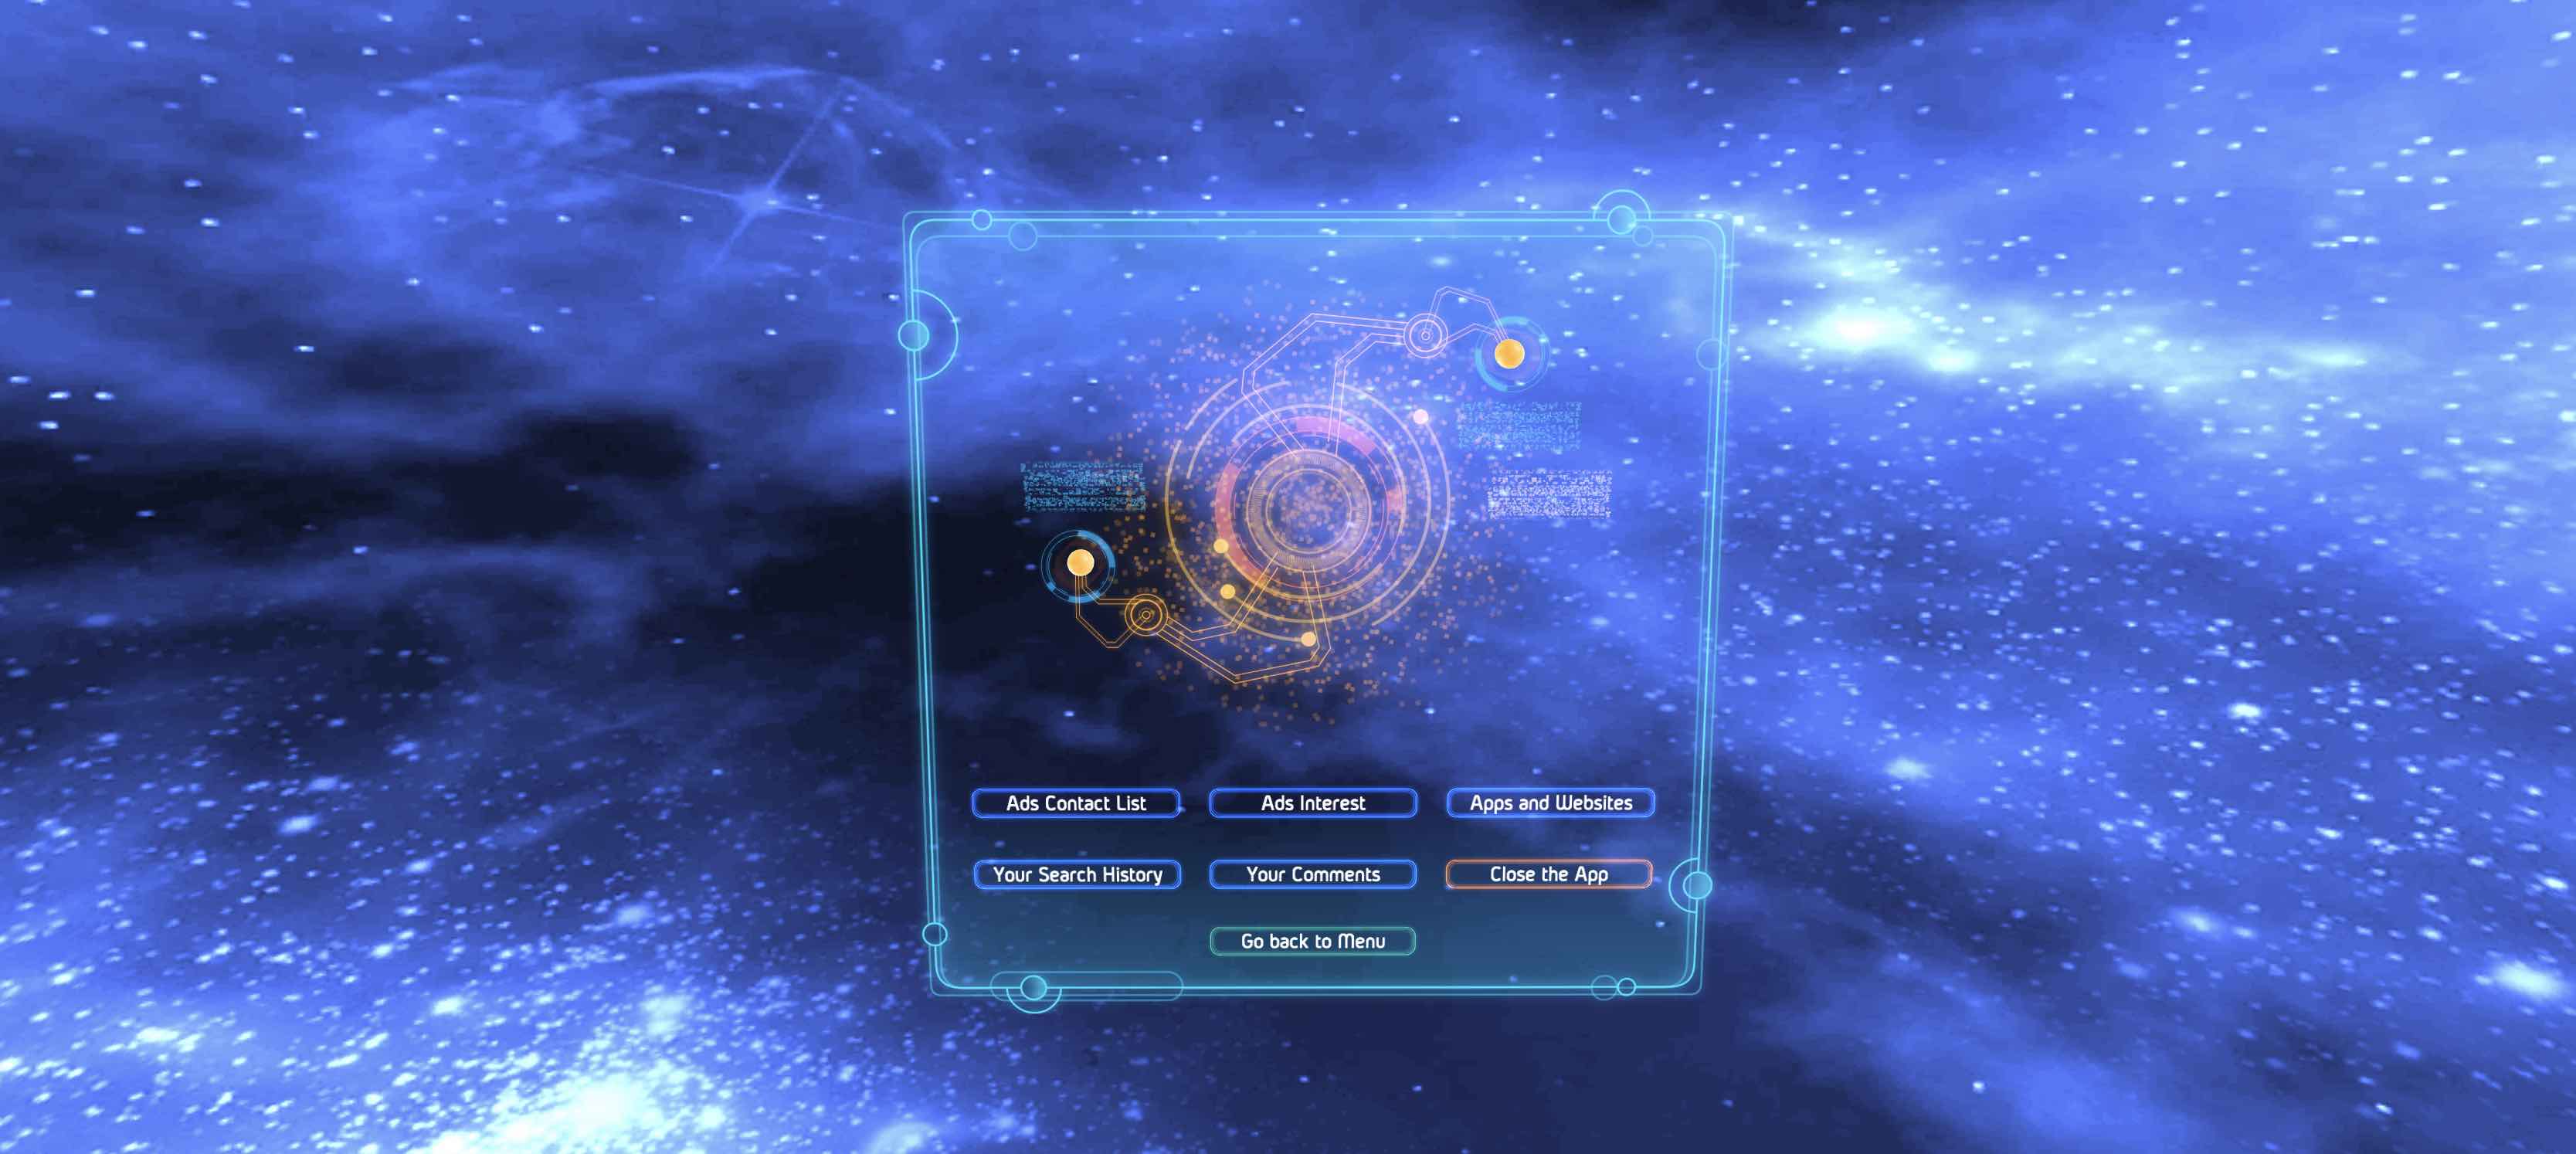 Ads Contact List
Ads Interest
Apps and Websites
Your Search History
Your Comments
Close the App
Go back to Menu